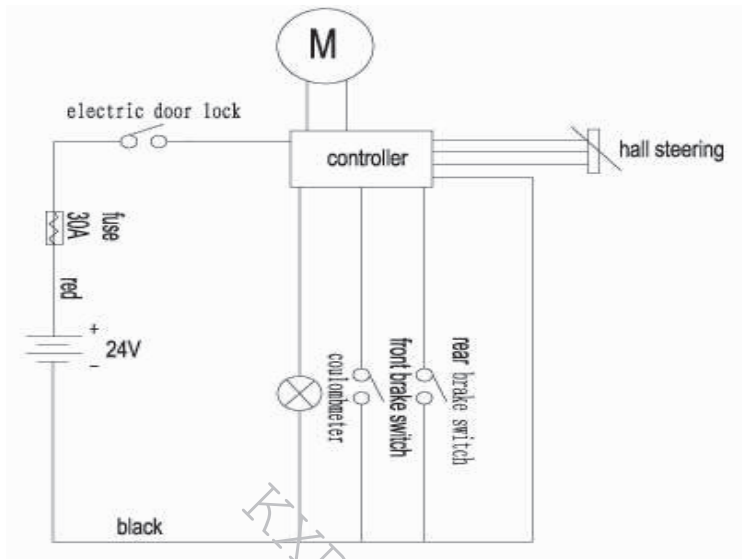 M
electric door lock
controller
hall steering
fuse
30A
red
+
24V
−
coulombmeter
front brake switch
rear brake switch
black